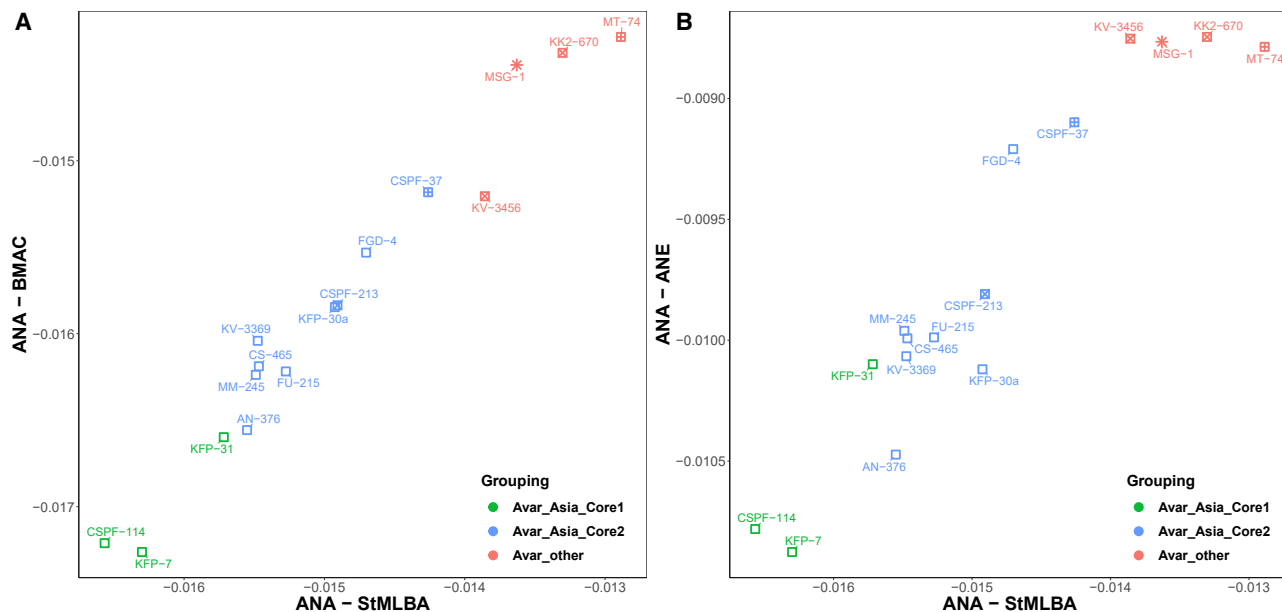 A
MT−74
KK2−670
MSG−1
−0.015
CSPF−37
KV−3456
FGD−4
CSPF−213
KFP−30a
−0.016
KV−3369
CS−465
MM−245
FU−215
AN−376
KFP−31
−0.017
CSPF−114
KFP−7
Grouping
Avar_Asia_Core1
Avar_Asia_Core2
Avar_other
−0.016
−0.015
−0.014
−0.013
ANA − StMLBA
ANA − BMAC
B
KV−3456
KK2−670
MSG−1
MT−74
−0.0090
CSPF−37
FGD−4
−0.0095
CSPF−213
MM−245
FU−215
−0.0100
CS−465
KV−3369
KFP−31
KFP−30a
AN−376
−0.0105
CSPF−114
KFP−7
Grouping
Avar_Asia_Core1
Avar_Asia_Core2
Avar_other
−0.016
−0.015
−0.014
−0.013
ANA − StMLBA
ANA − ANE